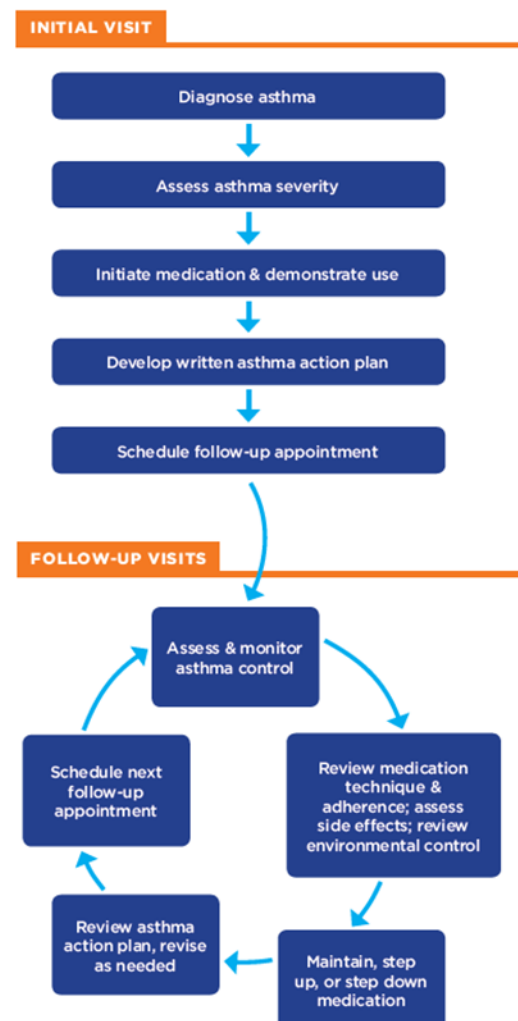 INITIAL VISIT
Diagnose asthma
Assess asthma severity
Initiate medication & demonstrate use
Develop written asthma action plan
Schedule follow-up appointment
FOLLOW-UP VISITS
Assess & monitor
asthma control
Review medication
technique &
adherence; assess
side effects; review
environmental control
Maintain, step
up, or step down
medication
Review asthma
action plan, revise
as needed
Schedule next
follow-up
appointment